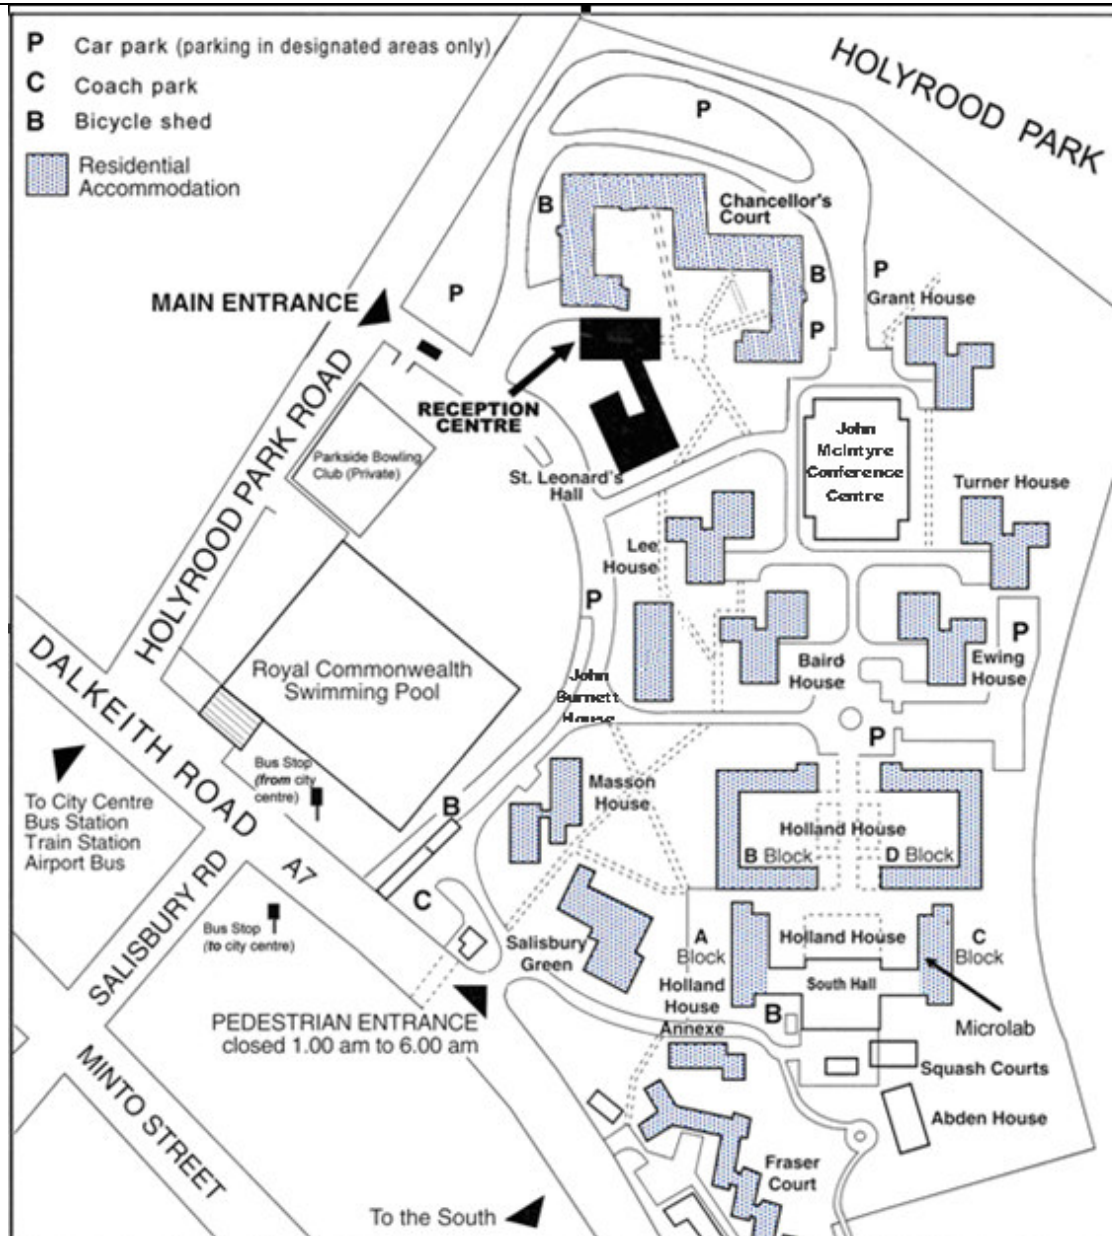 P Car park (parking in designated areas only)
C Coach park
B Bicycle shed
Residential
Accommodation
HOLYROOD PARK
P
B
Chancellor's
Court
B
P
P
Grant House
P
MAIN ENTRANCE
HOLYROOD PARK ROAD
RECEPTION
CENTRE
Parkside Bowling
Club (Private)
St. Leonard's
Hall
John
McIntyre
Conference
Centre
Turner House
Lee
House
P
Royal Commonwealth
Swimming Pool
John
Burnett
House
Baird
House
Ewing
House
P
P
DALKEITH ROAD
A7
Bus Stop
(from city
centre)
To City Centre
Bus Station
Train Station
Airport Bus
SALISBURY RD
Bus Stop
(to city centre)
B
C
Masson
House
Holland House
B Block
D Block
Salisbury
Green
A
Block
Holland House
South Hall
C
Block
Holland
House
Annexe
B
Microlab
PEDESTRIAN ENTRANCE
closed 1.00 am to 6.00 am
Squash Courts
Abden House
MINTO STREET
Fraser
Court
To the South